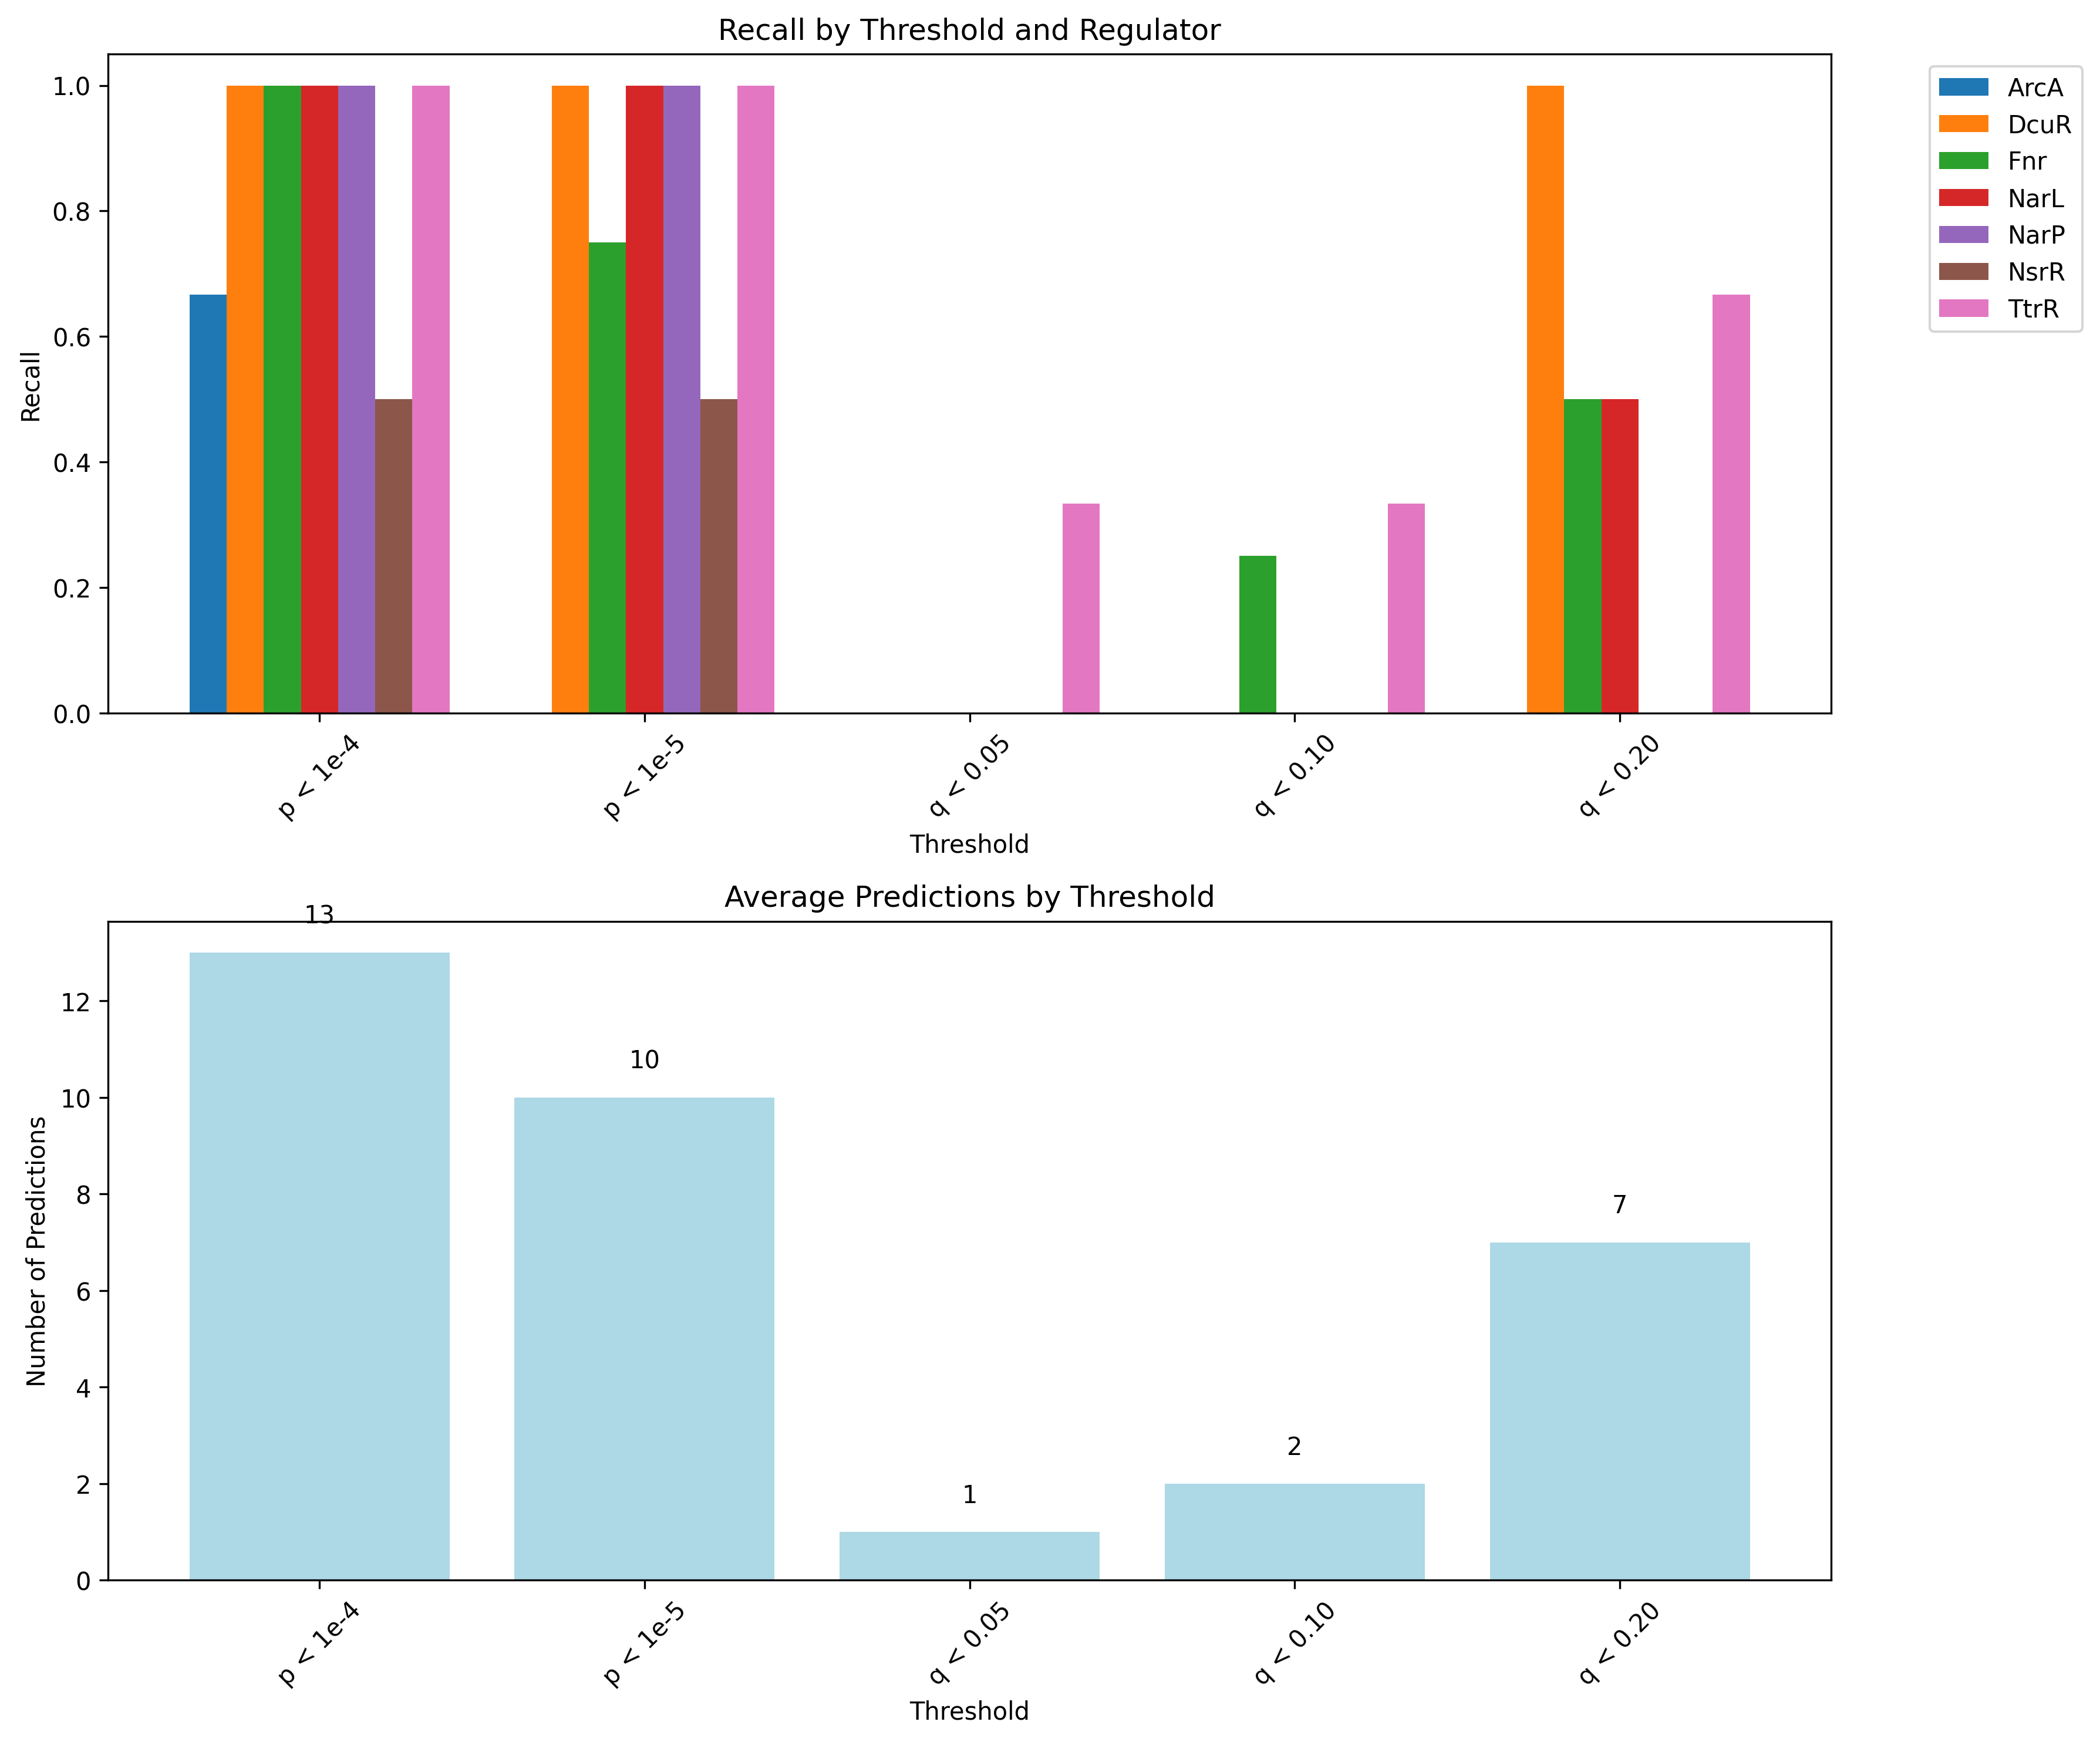 Recall by Threshold and Regulator
Recall
1.0
0.8
0.6
0.4
0.2
0.0
p < 1e-4
p < 1e-5
q < 0.05
q < 0.10
q < 0.20
Threshold
ArcA
DcuR
Fnr
NarL
NarP
NsrR
TtrR
Average Predictions by Threshold
Number of Predictions
12
10
8
6
4
2
0
13
10
1
2
7
p < 1e-4
p < 1e-5
q < 0.05
q < 0.10
q < 0.20
Threshold